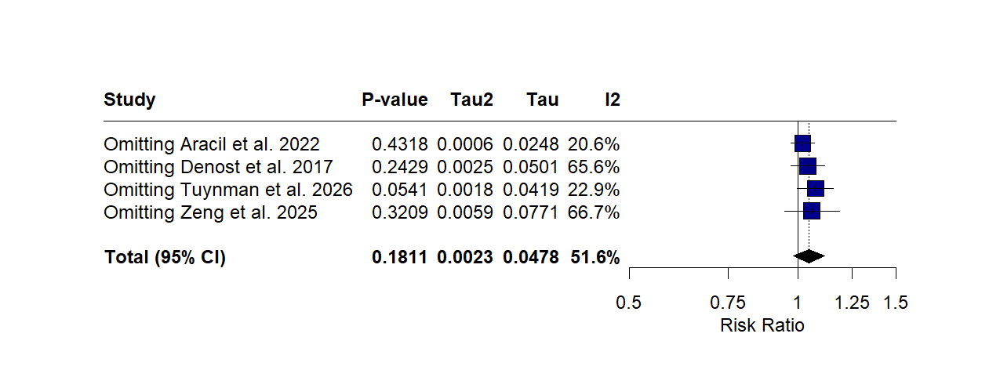 Study P-value Tau2 Tau I2
Omitting Aracil et al. 2022 0.4318 0.0006 0.0248 20.6%
Omitting Denost et al. 2017 0.2429 0.0025 0.0501 65.6%
Omitting Tuynman et al. 2026 0.0541 0.0018 0.0419 22.9%
Omitting Zeng et al. 2025 0.3209 0.0059 0.0771 66.7%
Total (95% CI) 0.1811 0.0023 0.0478 51.6%
0.5 0.75 1 1.25 1.5
Risk Ratio